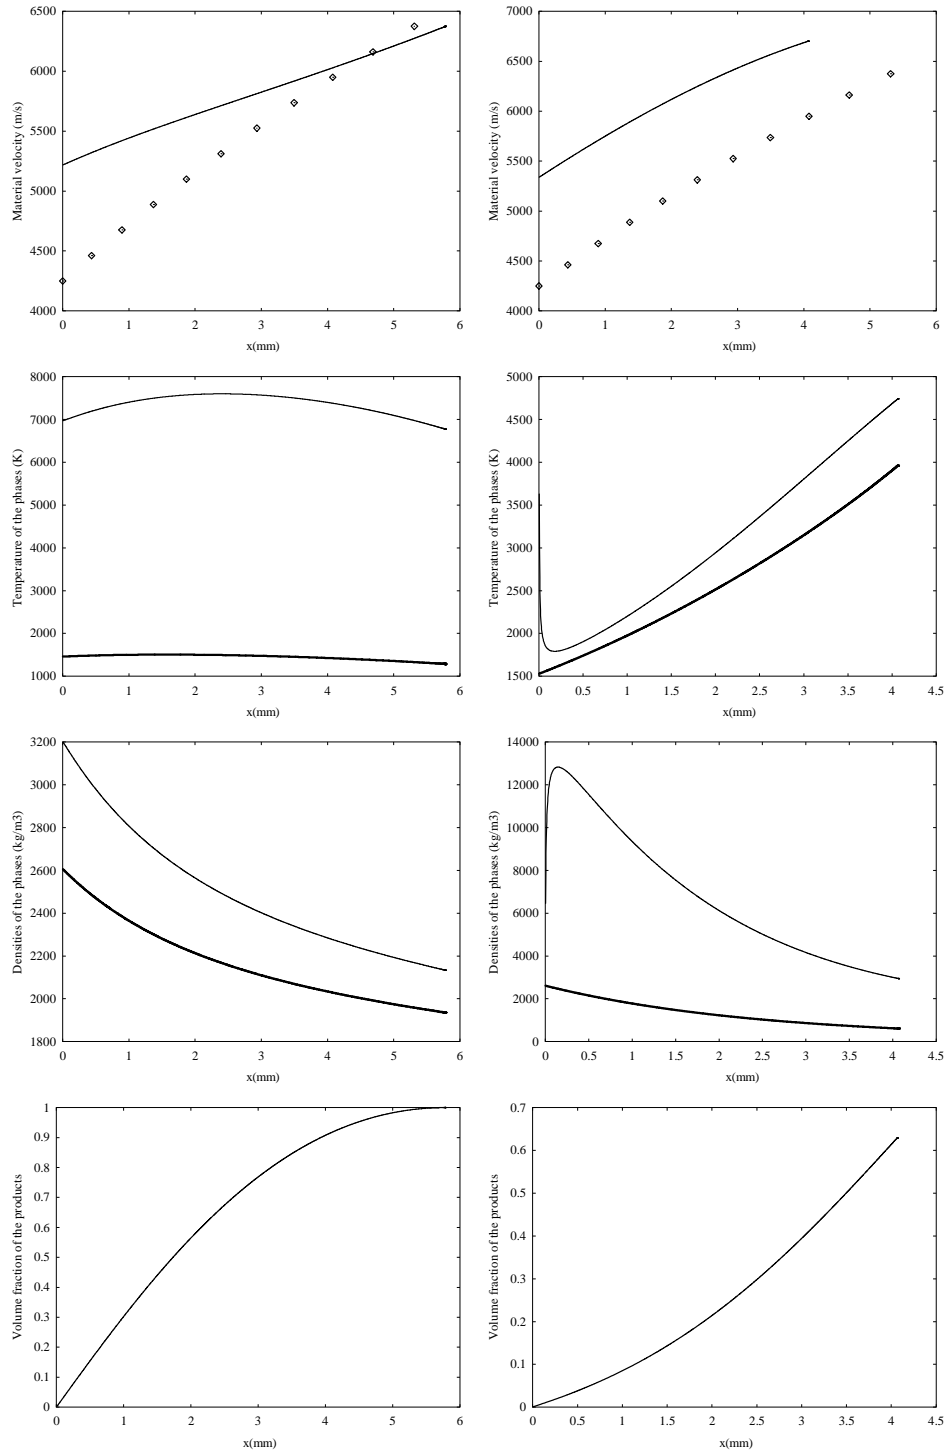 6500
6000
5500
5000
4500
4000
0 1 2 3 4 5 6
Material velocity (m/s)
x(mm)
7000
6500
6000
5500
5000
4500
4000
0 1 2 3 4 5 6
Material velocity (m/s)
x(mm)
8000
7000
6000
5000
4000
3000
2000
1000
0 1 2 3 4 5 6
Temperature of the phases (K)
x(mm)
5000
4500
4000
3500
3000
2500
2000
1500
0 0.5 1 1.5 2 2.5 3 3.5 4 4.5
Temperature of the phases (K)
x(mm)
3200
3000
2800
2600
2400
2200
2000
1800
0 1 2 3 4 5 6
Densities of the phases (kg/m3)
x(mm)
14000
12000
10000
8000
6000
4000
2000
0
0 0.5 1 1.5 2 2.5 3 3.5 4 4.5
Densities of the phases (kg/m3)
x(mm)
1
0.9
0.8
0.7
0.6
0.5
0.4
0.3
0.2
0.1
0
0 1 2 3 4 5 6
Volume fraction of the products
x(mm)
0.7
0.6
0.5
0.4
0.3
0.2
0.1
0
0 0.5 1 1.5 2 2.5 3 3.5 4 4.5
Volume fraction of the products
x(mm)